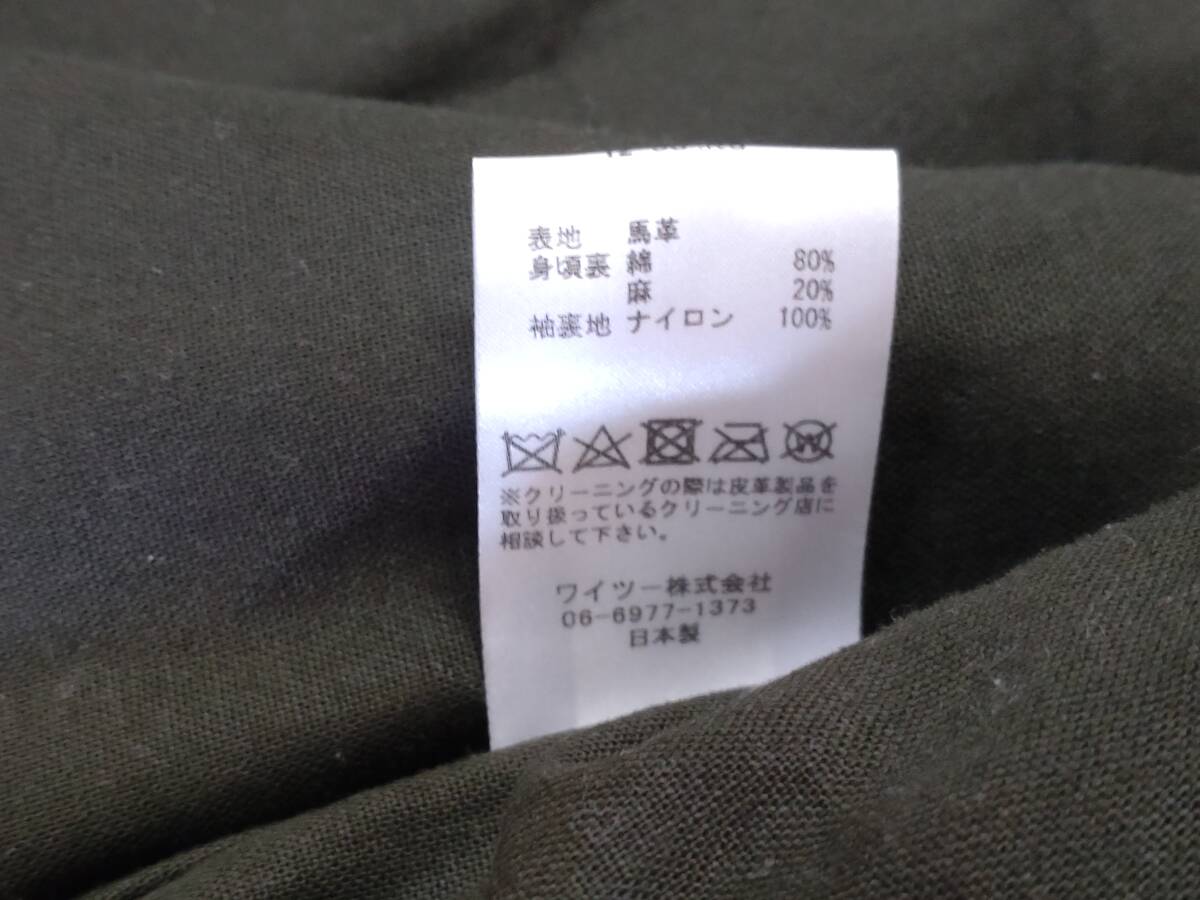 表地 馬革
身頃裏 綿 80%
麻 20%
袖裏地 ナイロン 100%
W
※クリーニングの際は皮革製品を
取り扱っているクリーニング店に
相談して下さい。
ワイツー株式会社
06-6977-1373
日本製